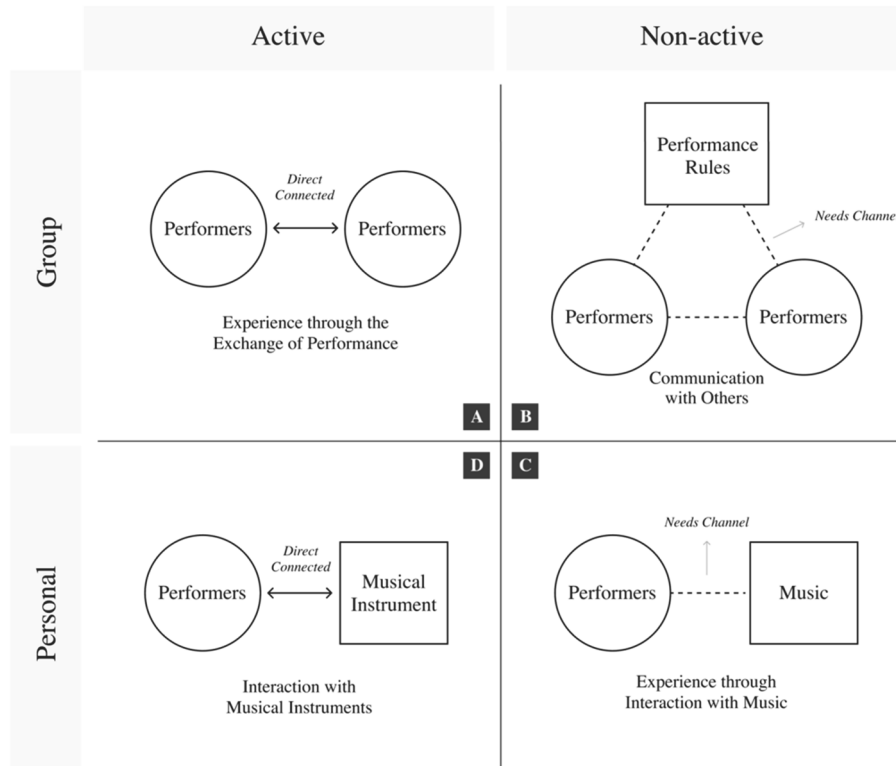 Active
Non-active
Group
Performers
Direct
Connected
Performers
Experience through the
Exchange of Performance
A
Performance
Rules
Needs Channe
Performers
Performers
Communication
with Others
B
Personal
D
Performers
Direct
Connected
Musical
Instrument
Interaction with
Musical Instruments
C
Needs Channel
Performers
Music
Experience through
Interaction with Music